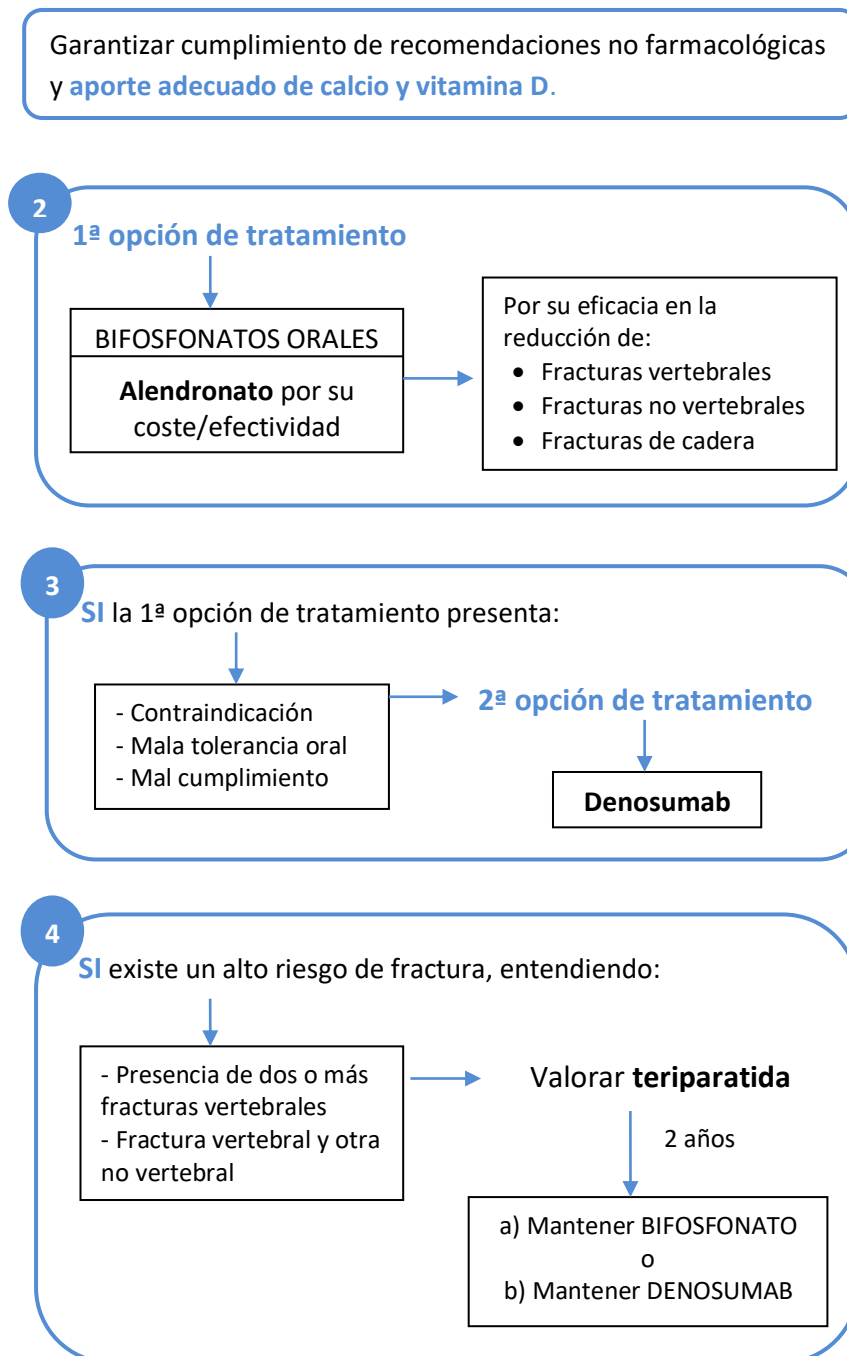 Garantizar cumplimiento de recomendaciones no farmacológicas
y aporte adecuado de calcio y vitamina D.
2
1ª opción de tratamiento
BIFOSFONATOS ORALES
Alendronato por su
coste/efectividad
Por su eficacia en la
reducción de:
• Fracturas vertebrales
• Fracturas no vertebrales
• Fracturas de cadera
3
SI la 1ª opción de tratamiento presenta:
- Contraindicación
- Mala tolerancia oral
- Mal cumplimiento
2ª opción de tratamiento
Denosumab
4
SI existe un alto riesgo de fractura, entendiendo:
- Presencia de dos o más
fracturas vertebrales
- Fractura vertebral y otra
no vertebral
Valorar teriparatida
2 años
a) Mantener BIFOSFONATO
o
b) Mantener DENOSUMAB